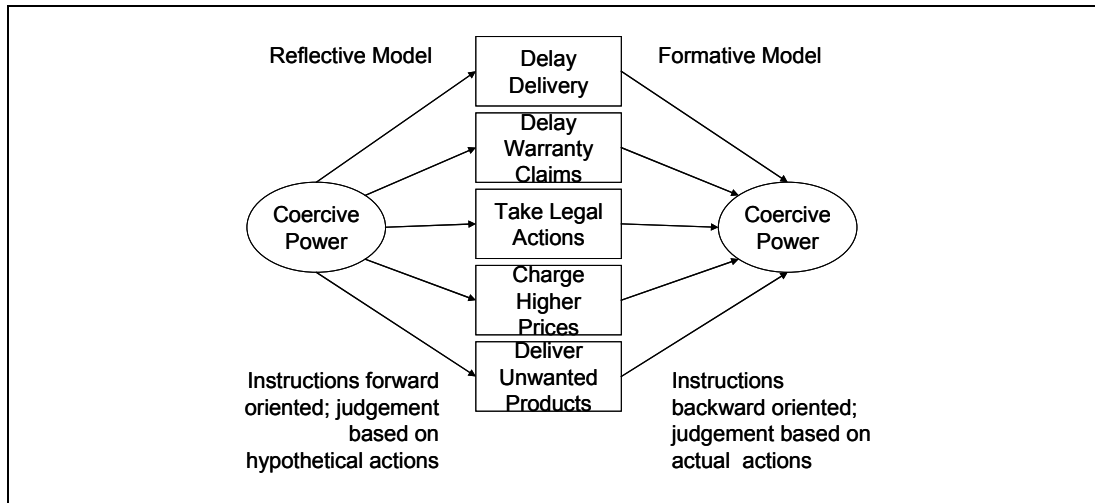 Reflective Model
Delay
Delivery
Formative Model
Delay
Warranty
Claims
Coercive
Power
Take Legal
Actions
Coercive
Power
Charge
Higher
Prices
Deliver
Unwanted
Products
Instructions forward
oriented; judgement
based on
hypothetical actions
Instructions
backward oriented;
judgement based on
actual actions